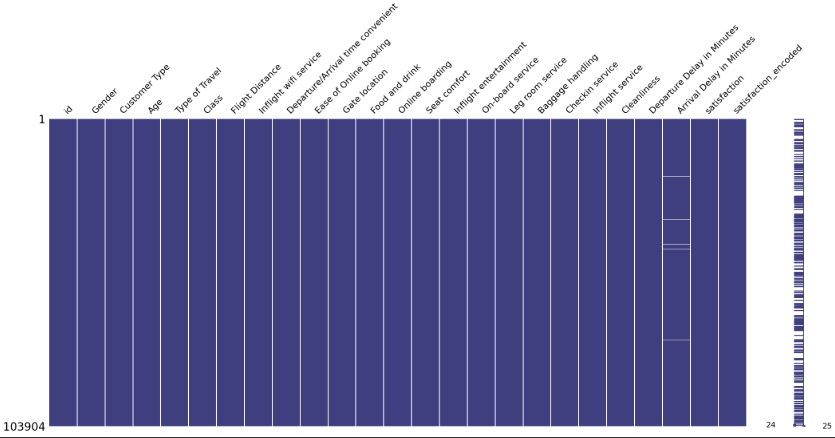 id
Gender
Customer Type
Age
Type of Travel
Class
Flight Distance
Inflight wifi service
Departure/Arrival time convenient
Ease of Online booking
Gate location
Food and drink
Online boarding
Seat comfort
Inflight entertainment
On-board service
Leg room service
Baggage handling
Checkin service
Inflight service
Cleanliness
Departure Delay in Minutes
Arrival Delay in Minutes
satisfaction
satisfaction_encoded
1
103904
24
25